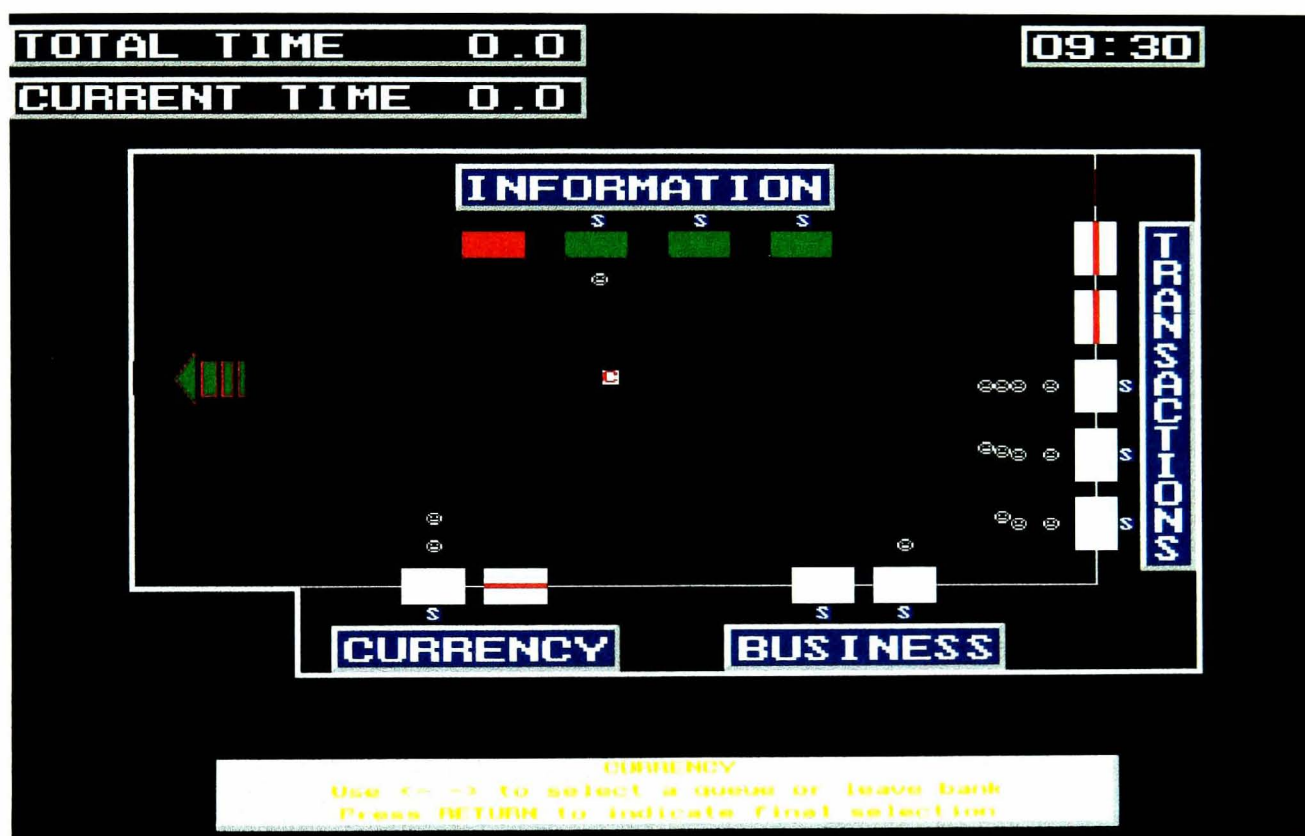 TOTAL TIME 0.0
09:30
CURRENT TIME 0.0
INFORMATION
S S S
TRANSACTIONS
C
S
S
S
S S S
CURRENCY
BUSINESS
CURRENCY
Use <- -> to select a queue or leave bank
Press RETURN to indicate final selection